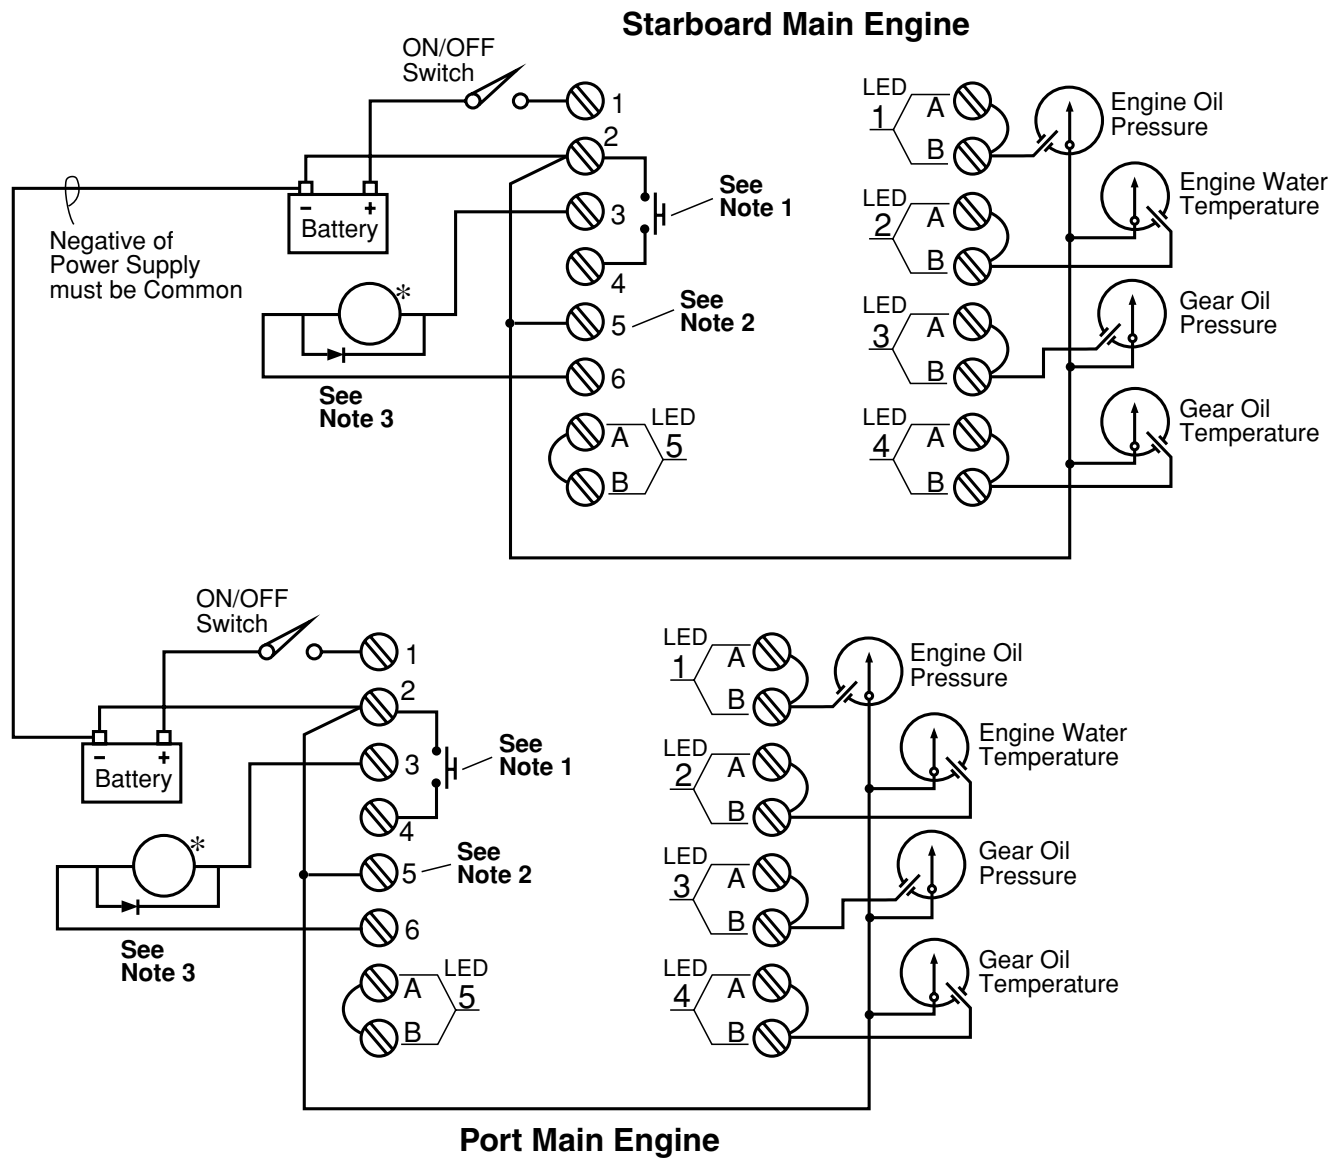 Starboard Main Engine
ON/OFF
Switch
1
2
3
4
5
6
See
Note 1
See
Note 2
− +
Battery
Negative of
Power Supply
must be Common
*
See
Note 3
A
B
LED
5
LED
1
A
B
Engine Oil
Pressure
LED
2
A
B
Engine Water
Temperature
LED
3
A
B
Gear Oil
Pressure
LED
4
A
B
Gear Oil
Temperature
ON/OFF
Switch
1
2
3
4
5
6
See
Note 1
See
Note 2
− +
Battery
*
See
Note 3
A
B
LED
5
LED
1
A
B
Engine Oil
Pressure
LED
2
A
B
Engine Water
Temperature
LED
3
A
B
Gear Oil
Pressure
LED
4
A
B
Gear Oil
Temperature
Port Main Engine